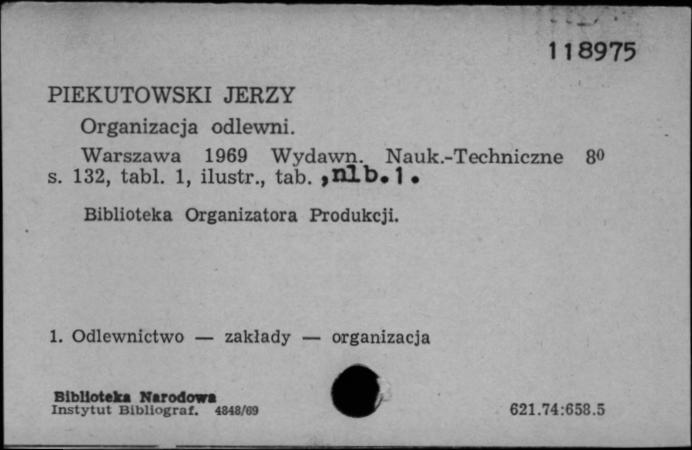 118975
PIEKUTOWSKI JERZY
Organizacja odlewni.
Warszawa 1969 Wydawn. Nauk.-Techniczne 8⁰
s. 132, tabl. 1, ilustr., tab. ,nlb.1.
Biblioteka Organizatora Produkcji.
1. Odlewnictwo — zakłady — organizacja
Biblioteka Narodowa
Instytut Bibliograf. 4848/69
621.74:658.5